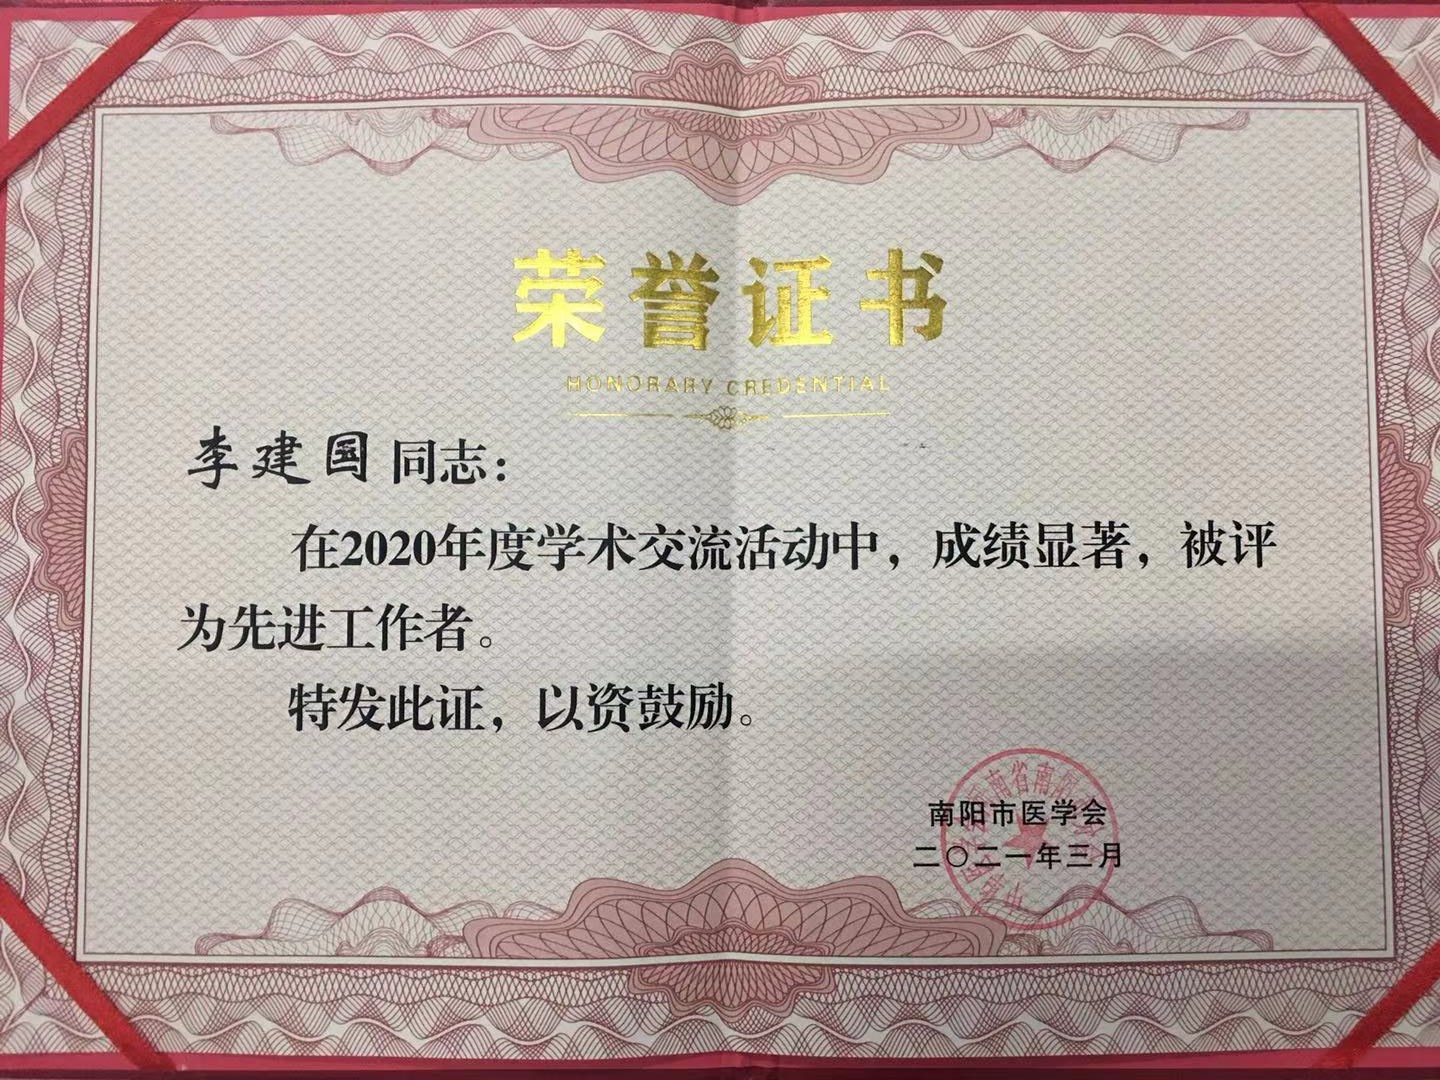 荣誉证书
HONORARY CREDENTIAL
李建国同志：
在2020年度学术交流活动中，成绩显著，被评
为先进工作者。
特发此证，以资鼓励。
南阳市医学会
二〇二一年三月